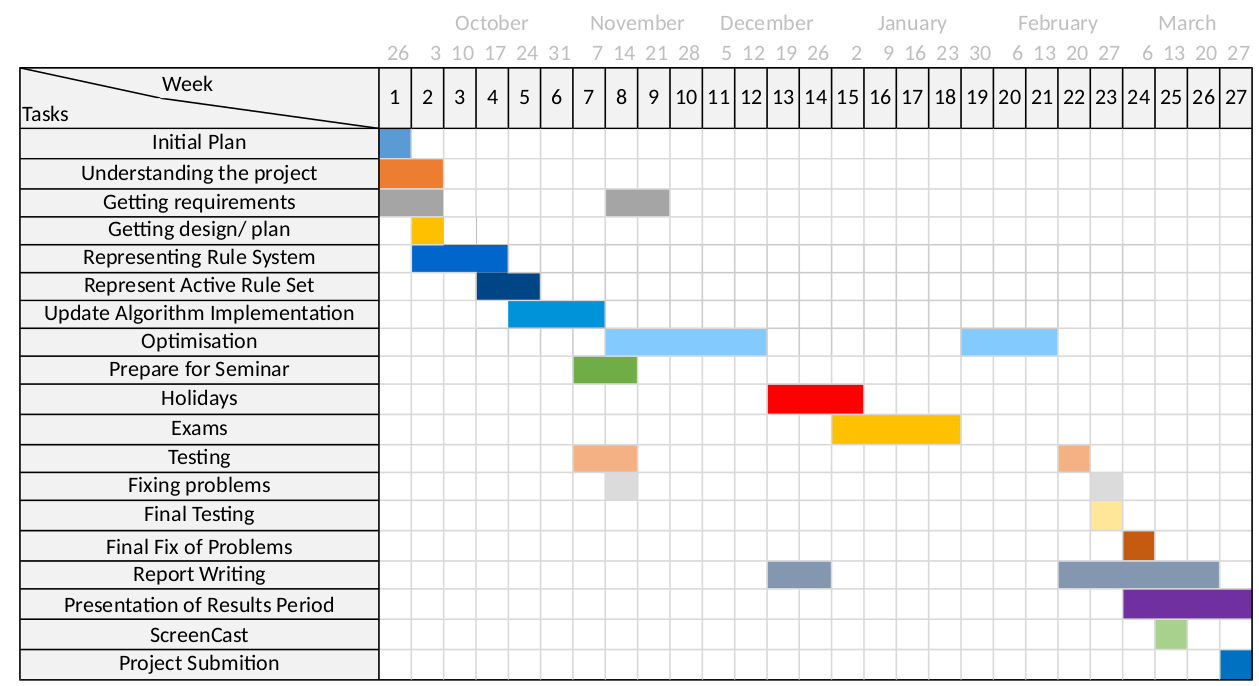 October November December January February March
26 3 10 17 24 31 7 14 21 28 5 12 19 26 2 9 16 23 30 6 13 20 27 6 13 20 27
Week
Tasks
1 2 3 4 5 6 7 8 9 10 11 12 13 14 15 16 17 18 19 20 21 22 23 24 25 26 27
Initial Plan
Understanding the project
Getting requirements
Getting design/ plan
Representing Rule System
Represent Active Rule Set
Update Algorithm Implementation
Optimisation
Prepare for Seminar
Holidays
Exams
Testing
Fixing problems
Final Testing
Final Fix of Problems
Report Writing
Presentation of Results Period
ScreenCast
Project Submition